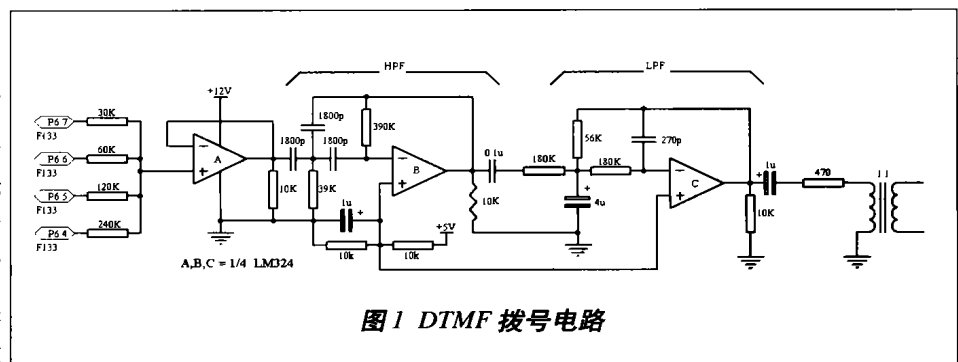 HPF
LPF
+12V
P6 7
30K
F133
P6 6
60K
F133
P6 5
120K
F133
P6 4
240K
F133
A
10K
1800p
1800p
1800p
39K
390K
1u
+
B
10k
10k
+5V
0 1u
10K
180K
56K
180K
+
4u
270p
C
+
1u
10K
470
1 1
A,B,C = 1/4 LM324
图1 DTMF 拨号电路